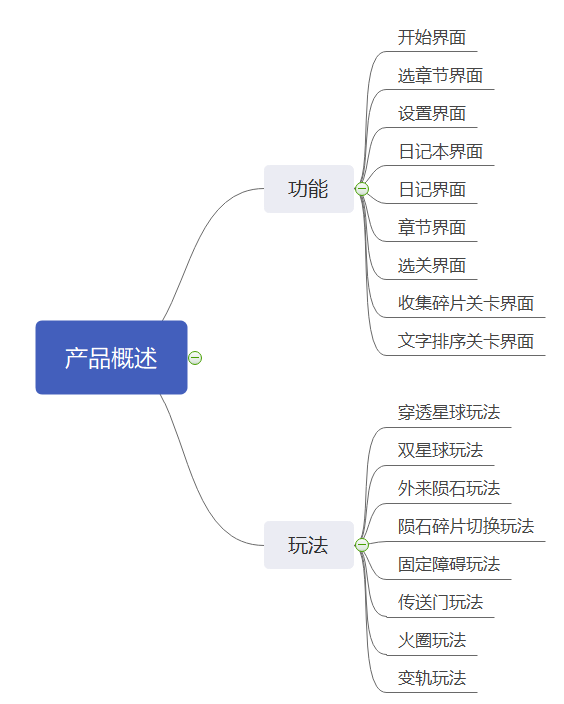 产品概述
功能
开始界面
选章节界面
设置界面
日记本界面
日记界面
章节界面
选关界面
收集碎片关卡界面
文字排序关卡界面
玩法
穿透星球玩法
双星球玩法
外来陨石玩法
陨石碎片切换玩法
固定障碍玩法
传送门玩法
火圈玩法
变轨玩法